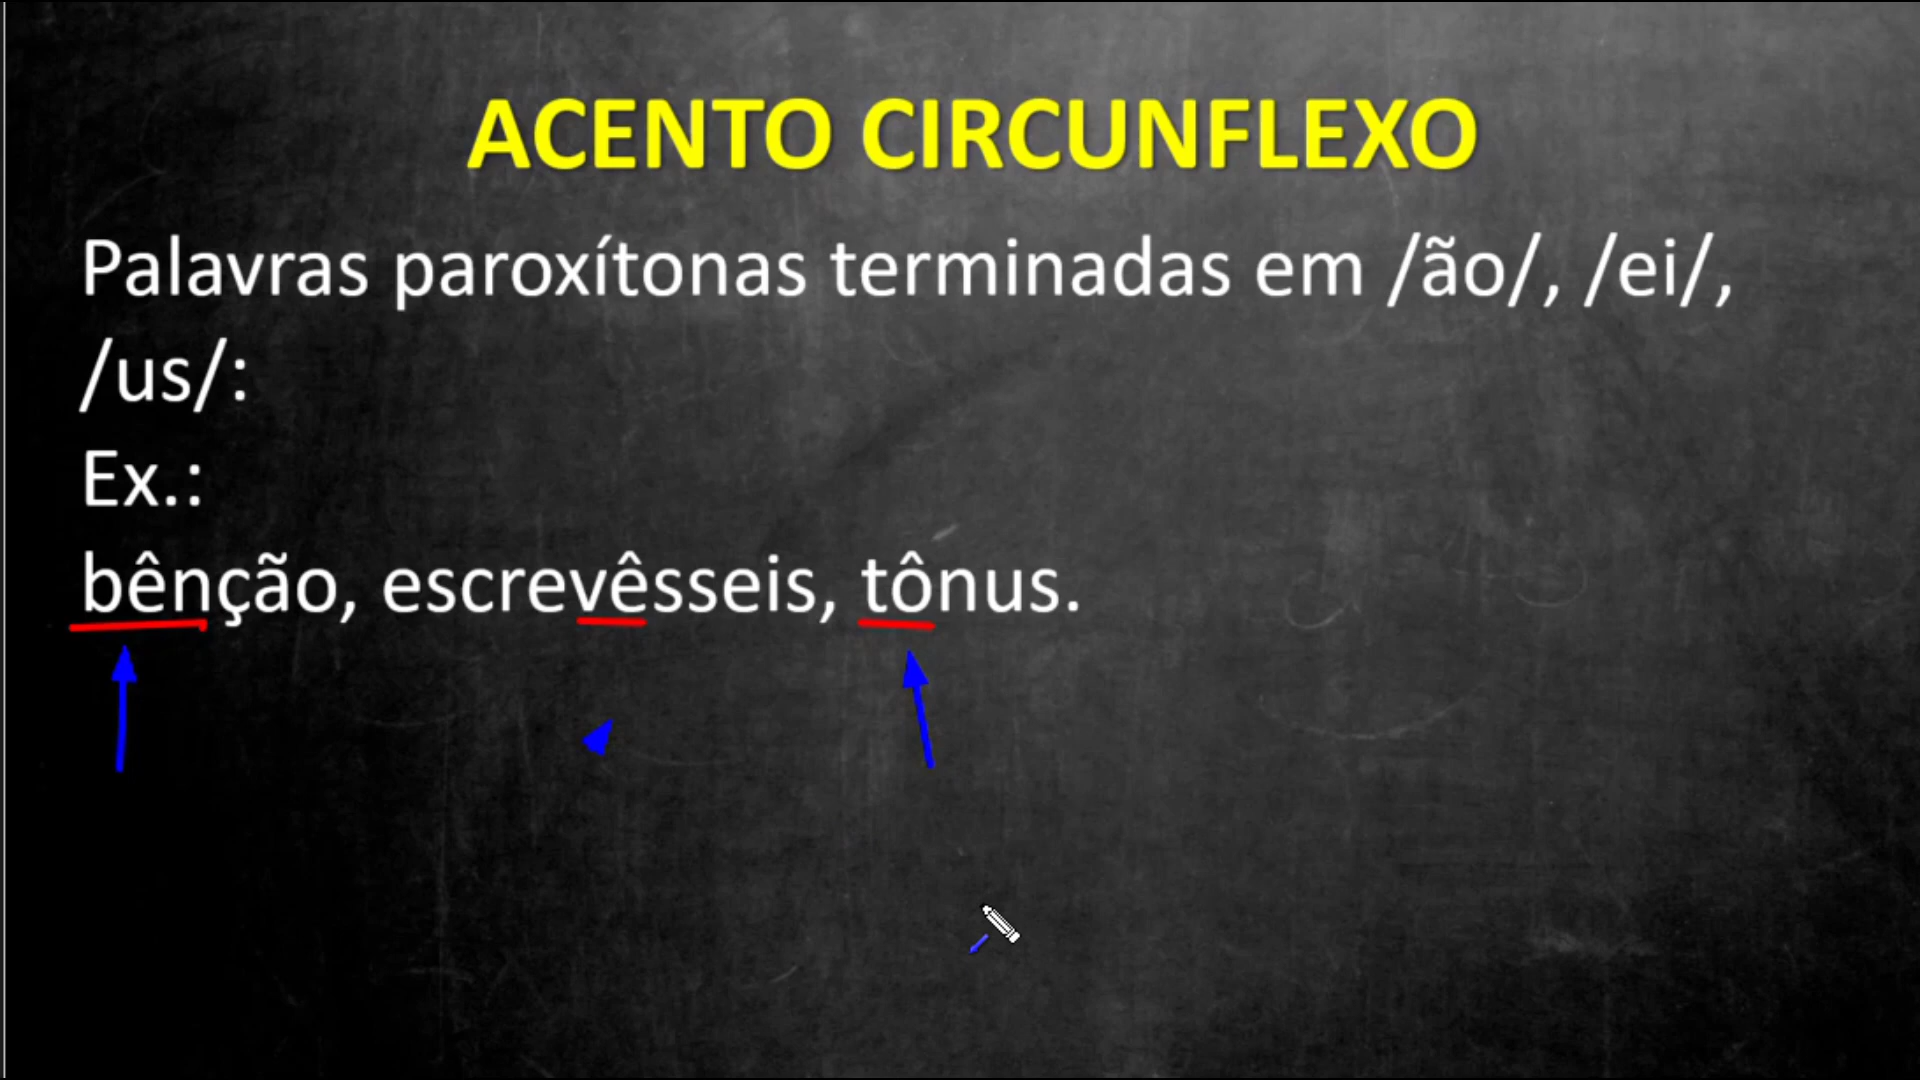 ACENTO CIRCUNFLEXO
Palavras paroxítonas terminadas em /ão/, /ei/,
/us/:
Ex.:
bênção, escrevêsseis, tônus.